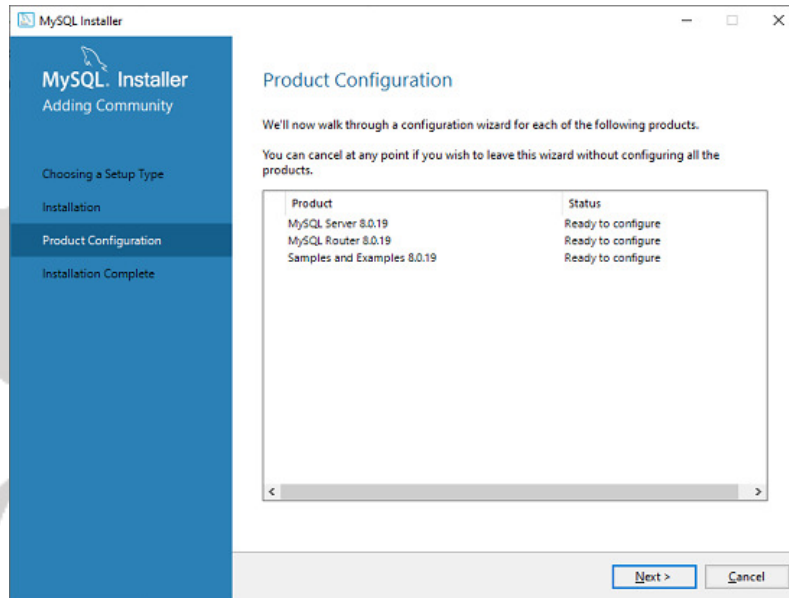 MySQL Installer
MySQL. Installer
Adding Community
Choosing a Setup Type
Installation
Product Configuration
Installation Complete
Product Configuration
We'll now walk through a configuration wizard for each of the following products.
You can cancel at any point if you wish to leave this wizard without configuring all the
products.
Product Status
MySQL Server 8.0.19 Ready to configure
MySQL Router 8.0.19 Ready to configure
Samples and Examples 8.0.19 Ready to configure
Next > Cancel